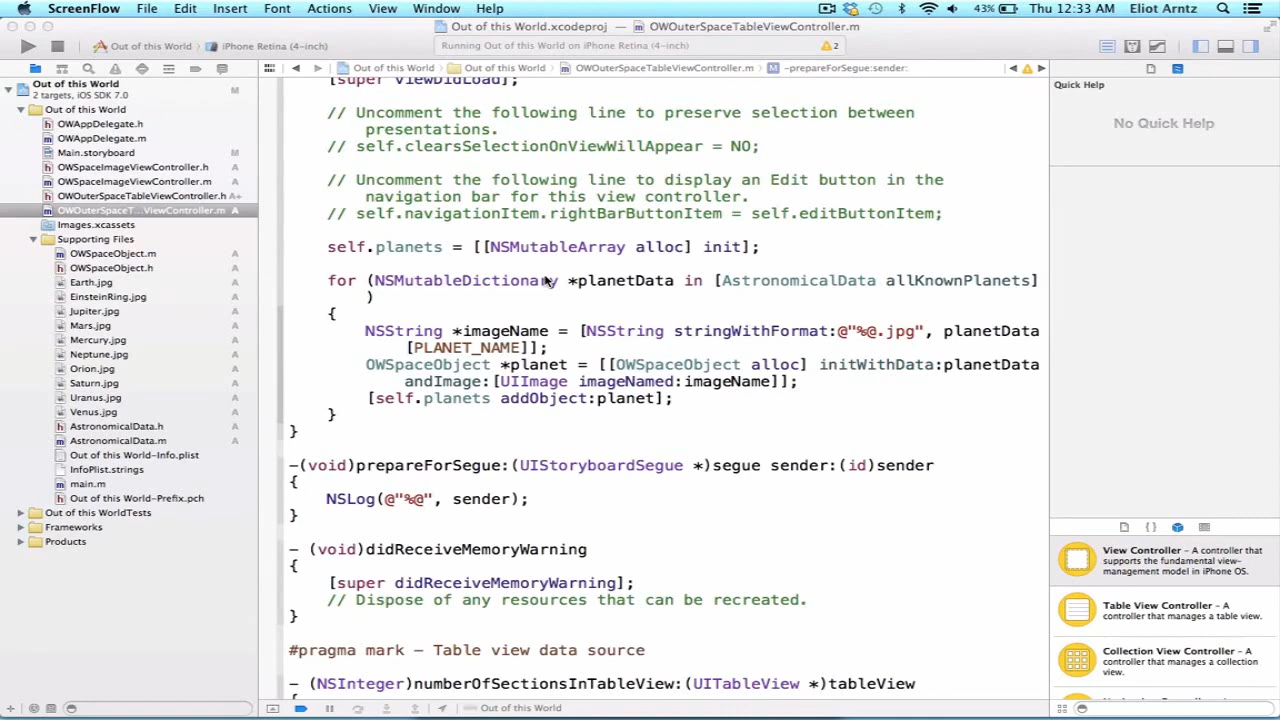 ScreenFlow File Edit Insert Font Actions View Window Help 43% Thu 12:33 AM Eliot Arntz
Out of this World.xcodeproj — OWOuterSpaceTableViewController.m
Out of this World iPhone Retina (4-inch) Running Out of this World on iPhone Retina (4-inch) 2
Out of this World Out of this World OWOuterSpaceTableViewController.m -prepareForSegue:sender:
Out of this World M
2 targets, iOS SDK 7.0
Out of this World
OWAppDelegate.h
OWAppDelegate.m
Main.storyboard M
OWSpaceImageViewController.h A
OWSpaceImageViewController.m A
OWOuterSpaceTableViewController.h A+
OWOuterSpaceT...ViewController.m A
Images.xcassets
Supporting Files
OWSpaceObject.m A
OWSpaceObject.h A
Earth.jpg A
EinsteinRing.jpg A
Jupiter.jpg A
Mars.jpg A
Mercury.jpg A
Neptune.jpg A
Orion.jpg A
Saturn.jpg A
Uranus.jpg A
Venus.jpg A
AstronomicalData.h A
AstronomicalData.m A
Out of this World-Info.plist
InfoPlist.strings
main.m
Out of this World-Prefix.pch
Out of this WorldTests
Frameworks
Products
[super viewDidLoad];
// Uncomment the following line to preserve selection between
presentations.
// self.clearsSelectionOnViewWillAppear = NO;
// Uncomment the following line to display an Edit button in the
navigation bar for this view controller.
// self.navigationItem.rightBarButtonItem = self.editButtonItem;
self.planets = [[NSMutableArray alloc] init];
for (NSMutableDictionary *planetData in [AstronomicalData allKnownPlanets]
)
{
NSString *imageName = [NSString stringWithFormat:@"%@.jpg", planetData
[PLANET_NAME]];
OWSpaceObject *planet = [[OWSpaceObject alloc] initWithData:planetData
andImage:[UIImage imageNamed:imageName]];
[self.planets addObject:planet];
}
}
-(void)prepareForSegue:(UIStoryboardSegue *)segue sender:(id)sender
{
NSLog(@"%@", sender);
}
- (void)didReceiveMemoryWarning
{
[super didReceiveMemoryWarning];
// Dispose of any resources that can be recreated.
}
#pragma mark - Table view data source
- (NSInteger)numberOfSectionsInTableView:(UITableView *)tableView
{
Out of this World
Quick Help
No Quick Help
View Controller - A controller that
supports the fundamental view-
management model in iPhone OS.
Table View Controller - A
controller that manages a table view.
Collection View Controller - A
controller that manages a collection
view.